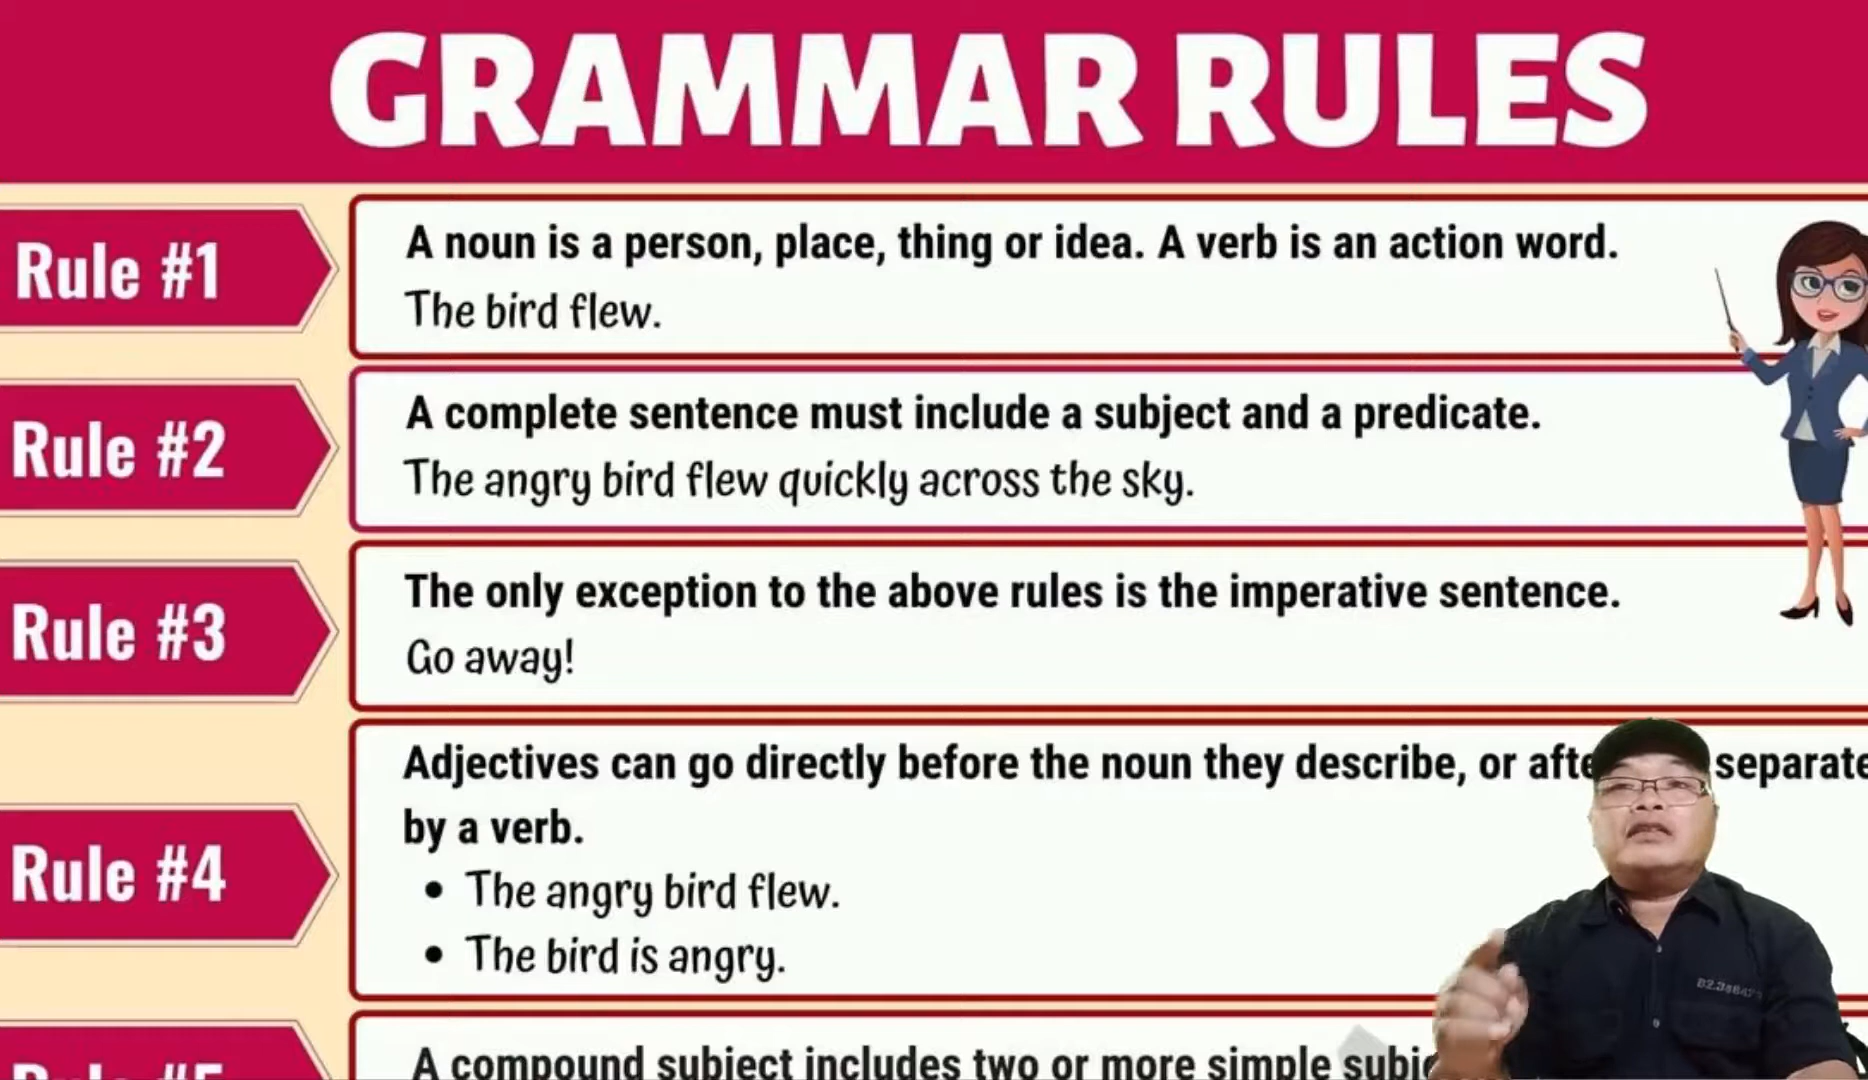 GRAMMAR RULES
Rule #1
A noun is a person, place, thing or idea. A verb is an action word.
The bird flew.
Rule #2
A complete sentence must include a subject and a predicate.
The angry bird flew quickly across the sky.
Rule #3
The only exception to the above rules is the imperative sentence.
Go away!
Rule #4
Adjectives can go directly before the noun they describe, or
by a verb.
• The angry bird flew.
• The bird is angry.
Rule #5
A compound subject includes two or more simple